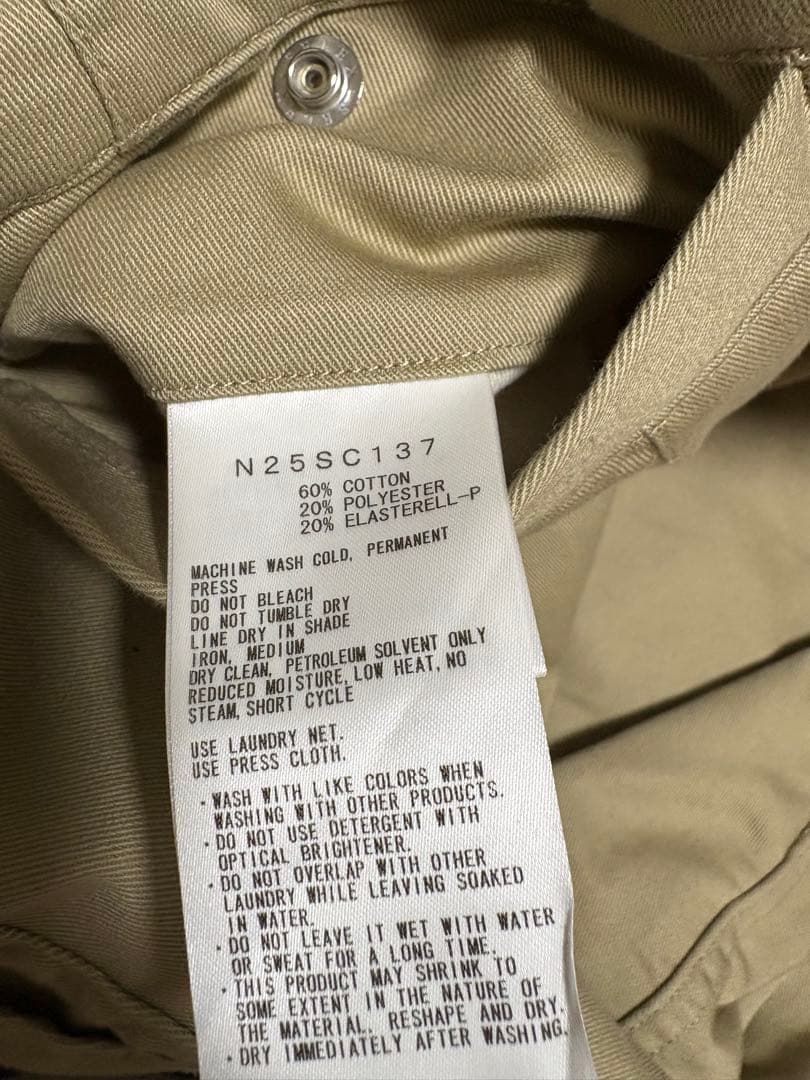 N25SC137
60% COTTON
20% POLYESTER
20% ELASTERELL-P
MACHINE WASH COLD, PERMANENT
PRESS
DO NOT BLEACH
DO NOT TUMBLE DRY
LINE DRY IN SHADE
IRON, MEDIUM
DRY CLEAN, PETROLEUM SOLVENT ONLY
REDUCED MOISTURE, LOW HEAT, NO
STEAM, SHORT CYCLE
USE LAUNDRY NET.
USE PRESS CLOTH.
・WASH WITH LIKE COLORS WHEN
WASHING WITH OTHER PRODUCTS.
・DO NOT USE DETERGENT WITH
OPTICAL BRIGHTENER.
・DO NOT OVERLAP WITH OTHER
LAUNDRY WHILE LEAVING SOAKED
IN WATER.
・DO NOT LEAVE IT WET WITH WATER
OR SWEAT FOR A LONG TIME.
・THIS PRODUCT MAY SHRINK TO
SOME EXTENT IN THE NATURE OF
THE MATERIAL. RESHAPE AND DRY.
・DRY IMMEDIATELY AFTER WASHING.